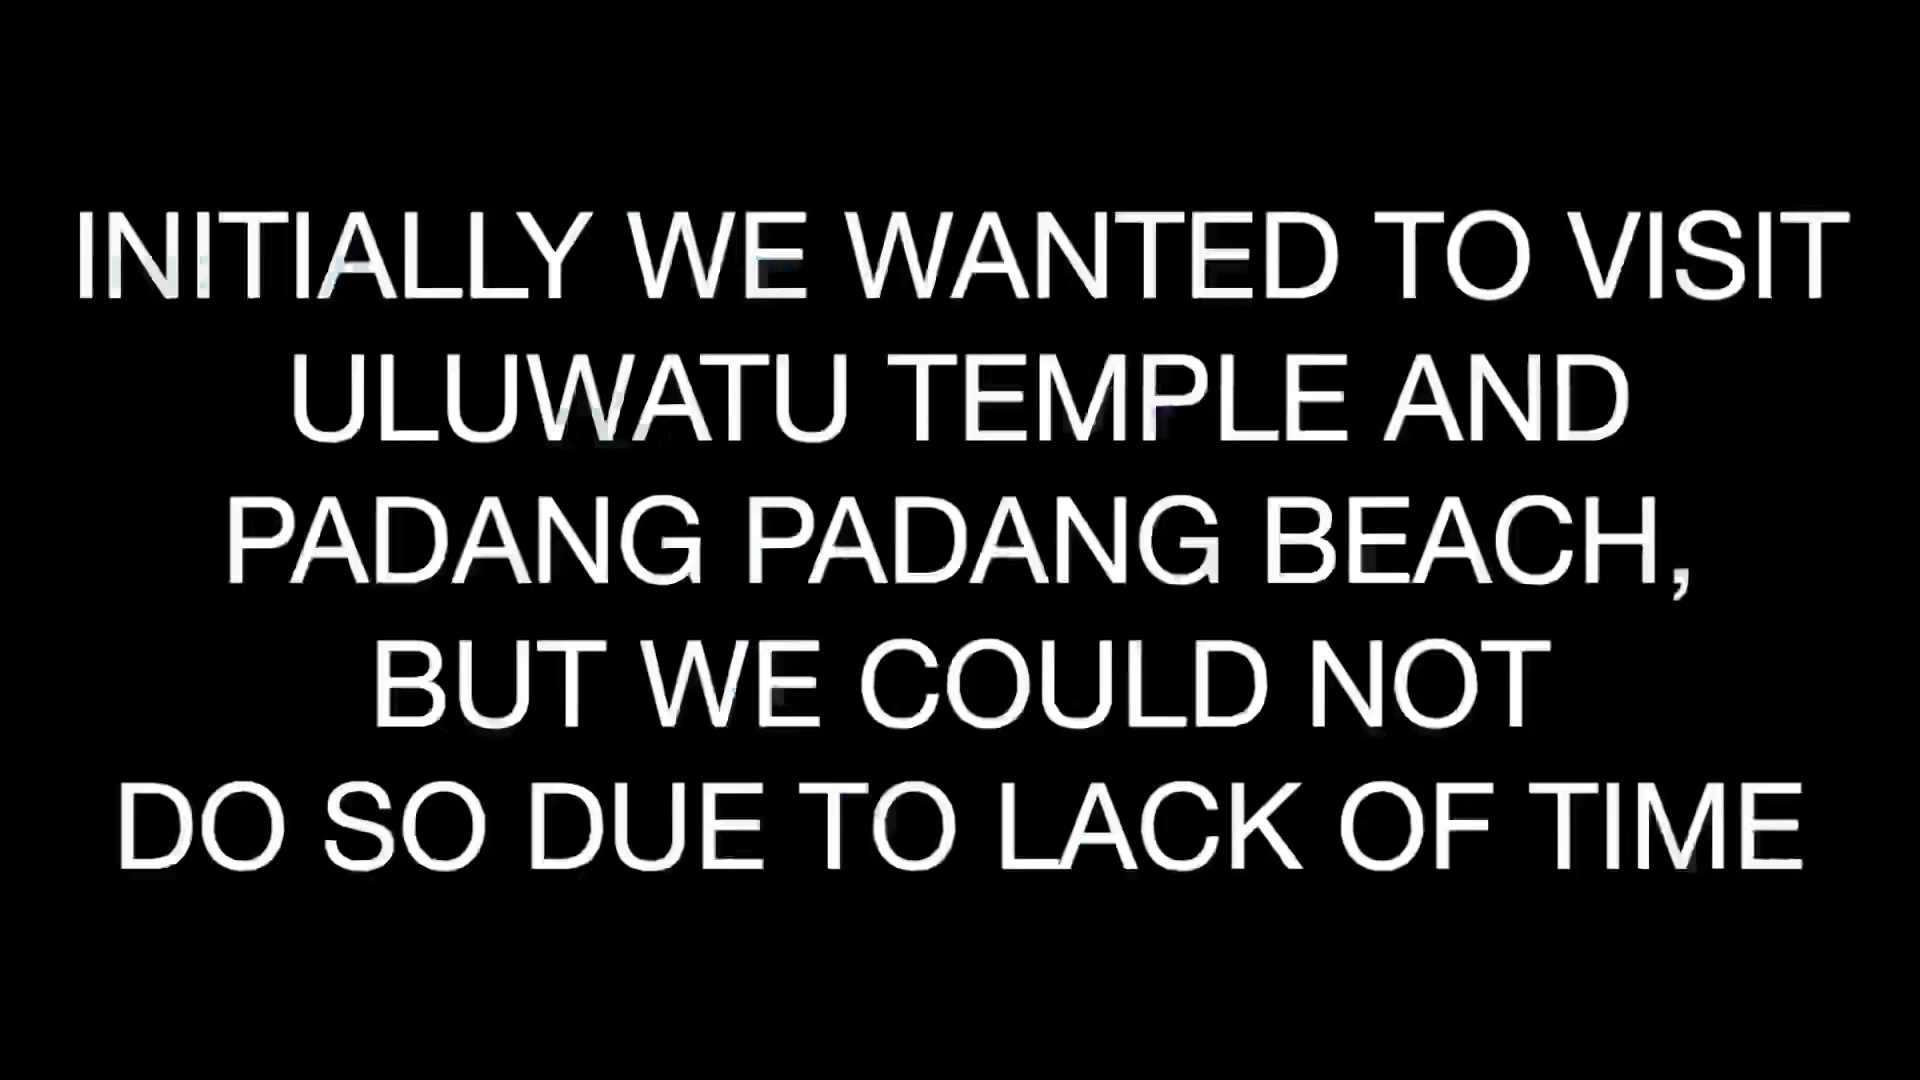 INITIALLY WE WANTED TO VISIT
ULUWATU TEMPLE AND
PADANG PADANG BEACH,
BUT WE COULD NOT
DO SO DUE TO LACK OF TIME